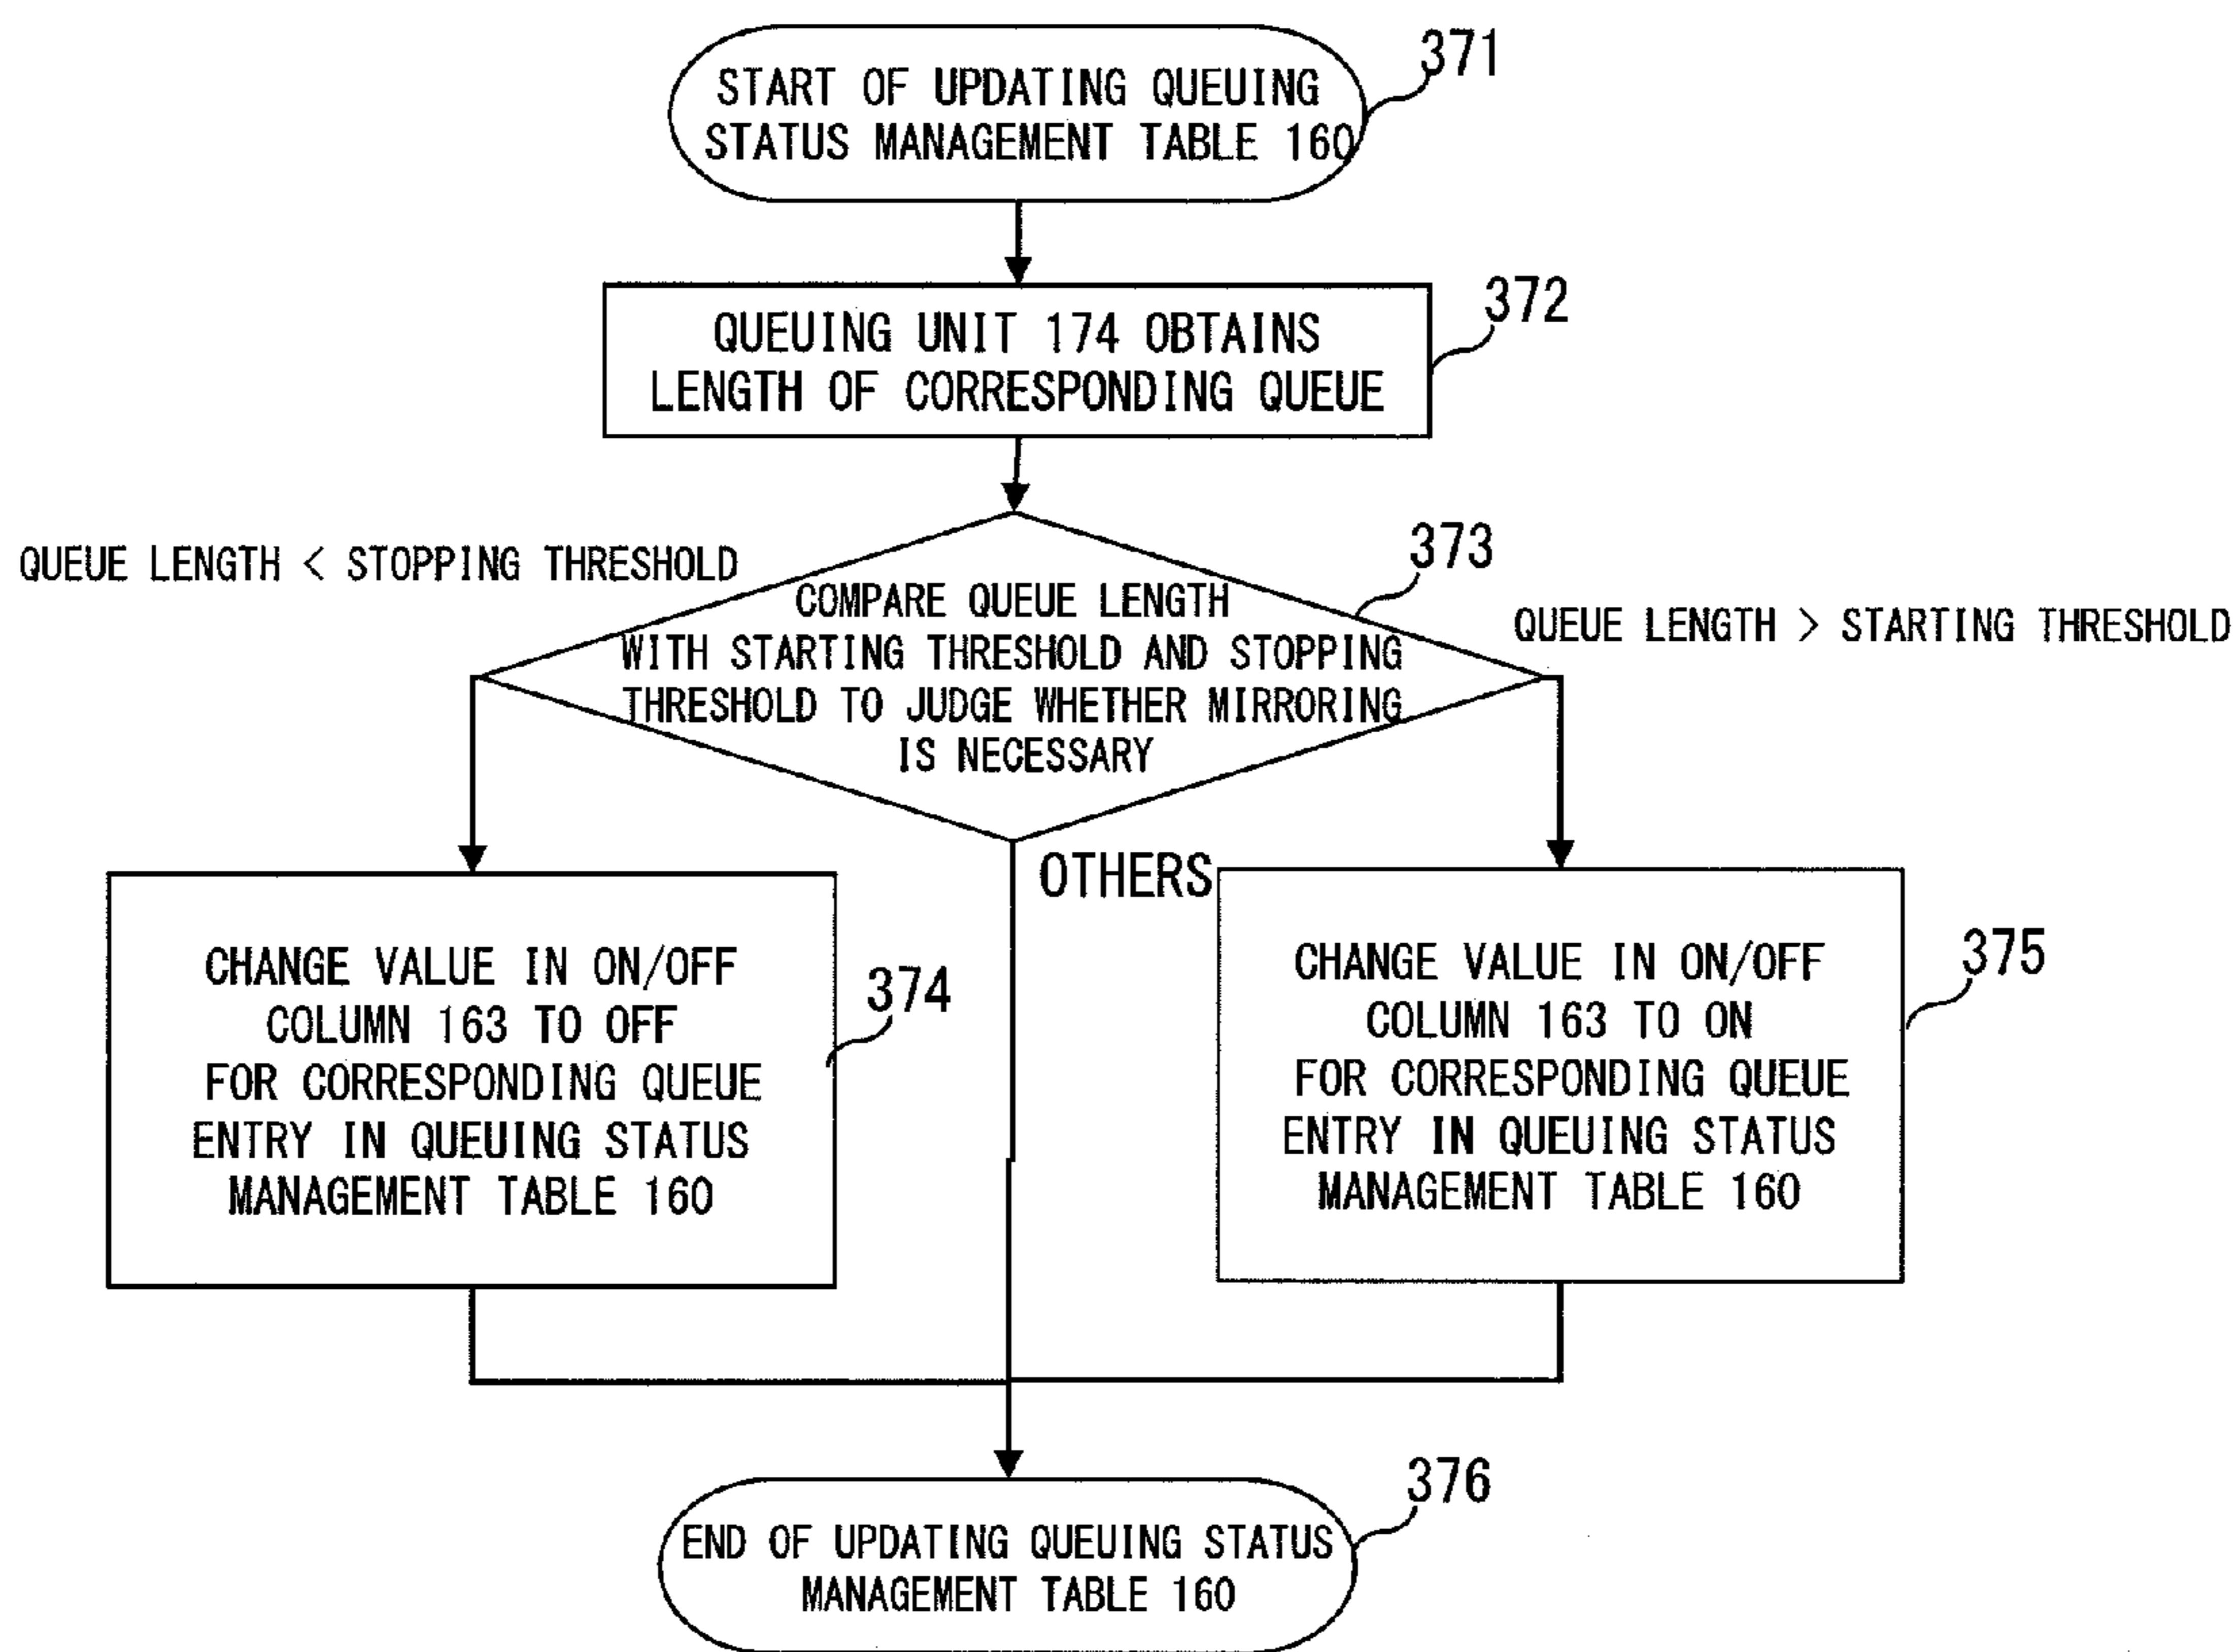 371
START OF UPDATING QUEUING
STATUS MANAGEMENT TABLE 160
372
QUEUING UNIT 174 OBTAINS
LENGTH OF CORRESPONDING QUEUE
373
QUEUE LENGTH < STOPPING THRESHOLD
COMPARE QUEUE LENGTH
WITH STARTING THRESHOLD AND STOPPING
THRESHOLD TO JUDGE WHETHER MIRRORING
IS NECESSARY
QUEUE LENGTH > STARTING THRESHOLD
OTHERS
CHANGE VALUE IN ON/OFF
COLUMN 163 TO OFF
FOR CORRESPONDING QUEUE
ENTRY IN QUEUING STATUS
MANAGEMENT TABLE 160
374
CHANGE VALUE IN ON/OFF
COLUMN 163 TO ON
FOR CORRESPONDING QUEUE
ENTRY IN QUEUING STATUS
MANAGEMENT TABLE 160
375
376
END OF UPDATING QUEUING STATUS
MANAGEMENT TABLE 160